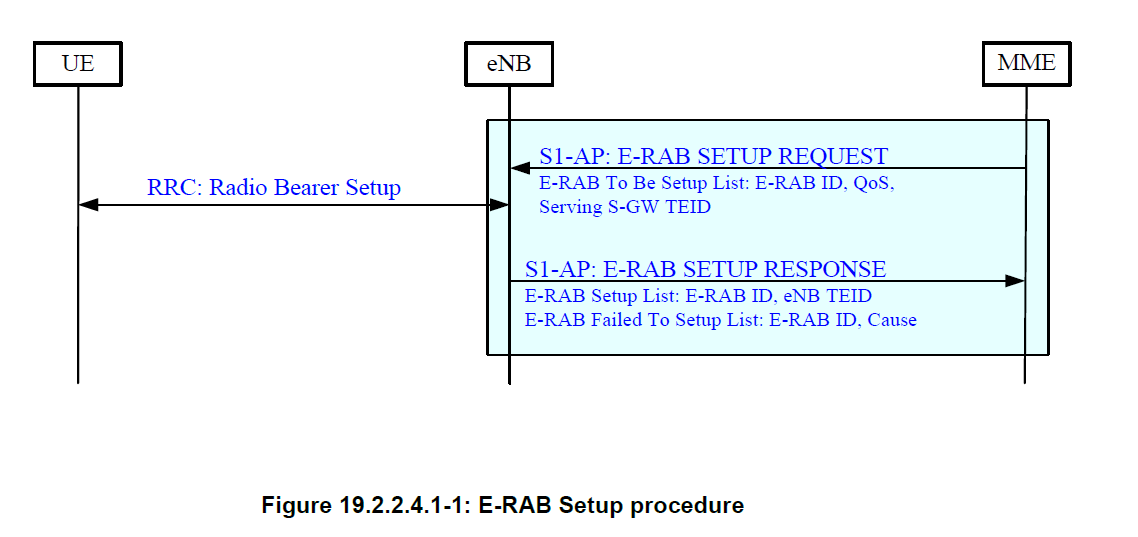 UE
eNB
MME
S1-AP: E-RAB SETUP REQUEST
E-RAB To Be Setup List: E-RAB ID, QoS,
Serving S-GW TEID
RRC: Radio Bearer Setup
S1-AP: E-RAB SETUP RESPONSE
E-RAB Setup List: E-RAB ID, eNB TEID
E-RAB Failed To Setup List: E-RAB ID, Cause
Figure 19.2.2.4.1-1: E-RAB Setup procedure